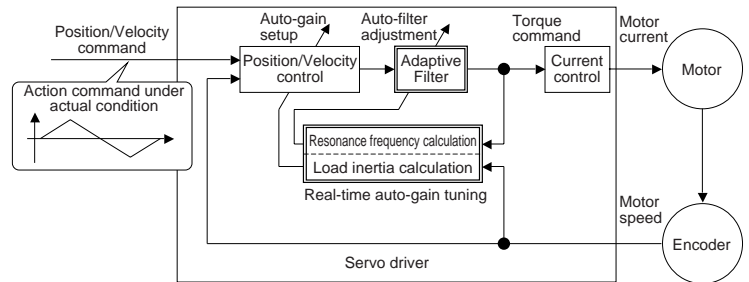 Position/Velocity
command
Action command under
actual condition
Auto-gain
setup
Auto-filter
adjustment
Torque
command
Motor
current
Position/Velocity
control
Adaptive
Filter
Current
control
Motor
Resonance frequency calculation
Load inertia calculation
Real-time auto-gain tuning
Motor
speed
Encoder
Servo driver